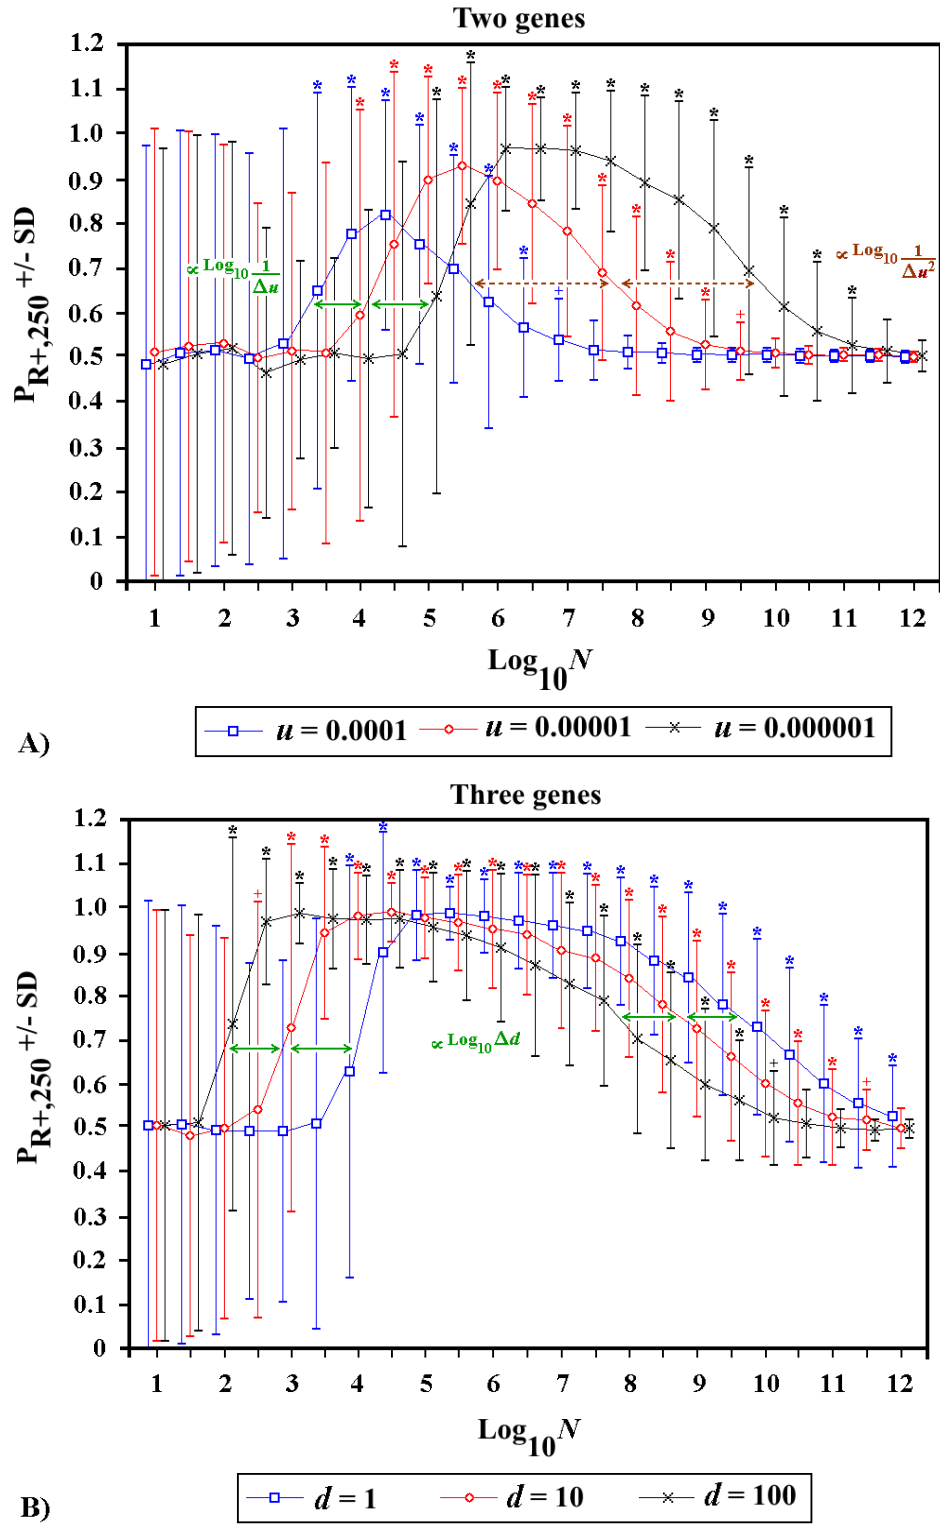 Two genes
P R+,250 +/- SD
1.2
1.1
1.0
0.9
0.8
0.7
0.6
0.5
0.4
0.3
0.2
0.1
0
∝ Log10 1/Δu
∝ Log10 1/Δu²
1 2 3 4 5 6 7 8 9 10 11 12
Log10 N
u = 0.0001 u = 0.00001 u = 0.000001
A)
Three genes
P R+,250 +/- SD
1.2
1.1
1.0
0.9
0.8
0.7
0.6
0.5
0.4
0.3
0.2
0.1
0
∝ Log10 Δd
1 2 3 4 5 6 7 8 9 10 11 12
Log10 N
d = 1 d = 10 d = 100
B)